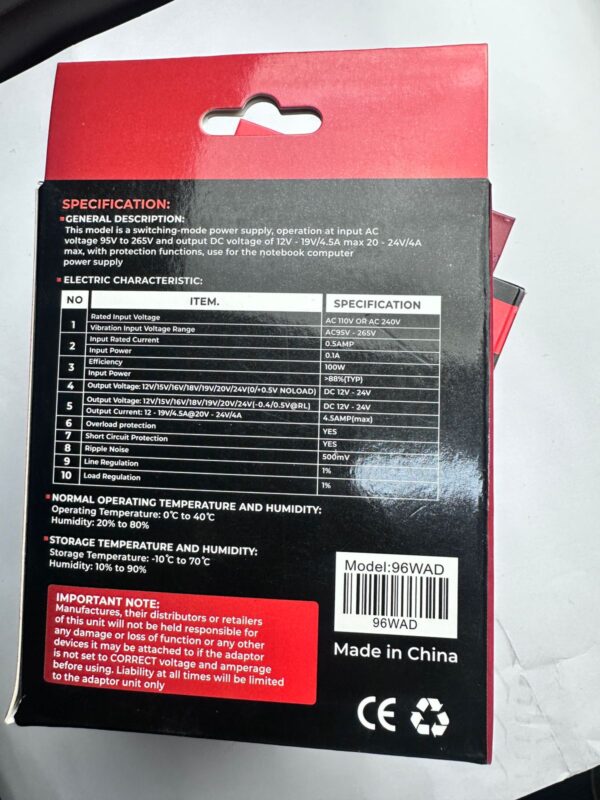 SPECIFICATION:
GENERAL DESCRIPTION:
This model is a switching-mode power supply, operation at input AC
voltage 95V to 265V and output DC voltage of 12V - 19V/4.5A max 20 - 24V/4A
max, with protection functions, use for the notebook computer
power supply
ELECTRIC CHARACTERISTIC:
NO ITEM. SPECIFICATION
1 Rated Input Voltage AC 110V OR AC 240V
Vibration Input Voltage Range AC95V - 265V
2 Input Rated Current 0.5AMP
Input Power 0.1A
3 Efficiency 100W
Input Power >88%(TYP)
4 Output Voltage: 12V/15V/16V/18V/19V/20V/24V(0/+0.5V NOLOAD) DC 12V - 24V
5 Output Voltage: 12V/15V/16V/18V/19V/20V/24V(-0.4/0.5V@RL) DC 12V - 24V
Output Current: 12 - 19V/4.5A@20V - 24V/4A 4.5AMP(max)
6 Overload protection YES
7 Short Circuit Protection YES
8 Ripple Noise 500mV
9 Line Regulation 1%
10 Load Regulation 1%
NORMAL OPERATING TEMPERATURE AND HUMIDITY:
Operating Temperature: 0℃ to 40℃
Humidity: 20% to 80%
STORAGE TEMPERATURE AND HUMIDITY:
Storage Temperature: -10℃ to 70℃
Humidity: 10% to 90%
IMPORTANT NOTE:
Manufactures, their distributors or retailers
of this unit will not be held responsible for
any damage or loss of function or any other
devices it may be attached to if the adaptor
is not set to CORRECT voltage and amperage
before using. Liability at all times will be limited
to the adaptor unit only
Model:96WAD
96WAD
Made in China
CE